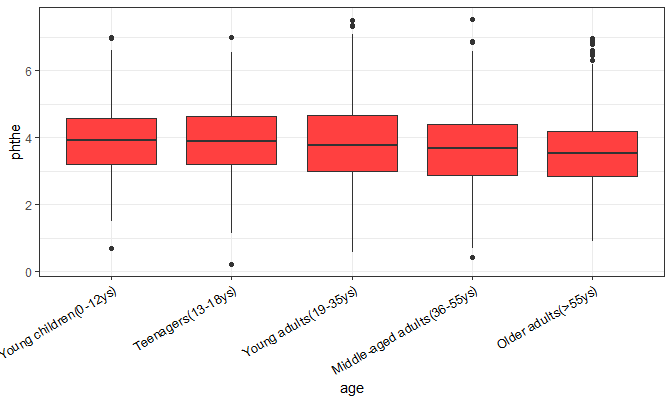 6
4
2
0
phthe
Young children(0-12ys)
Teenagers(13-18ys)
Young adults(19-35ys)
Middle-aged adults(36-55ys)
Older adults(>55ys)
age